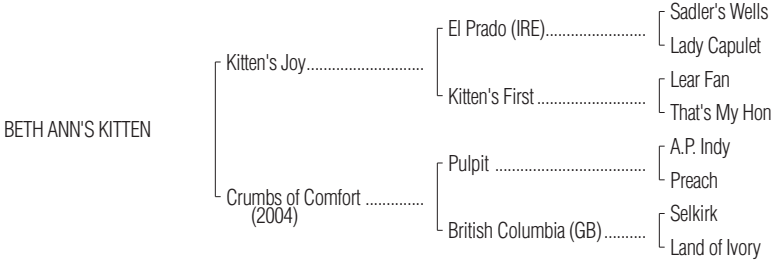 Sadler's Wells
El Prado (IRE)........................
Lady Capulet
Kitten's Joy............................
Lear Fan
Kitten's First ..........................
That's My Hon
BETH ANN'S KITTEN
A.P. Indy
Pulpit ....................................
Preach
Crumbs of Comfort ..............
(2004)
Selkirk
British Columbia (GB)..........
Land of Ivory